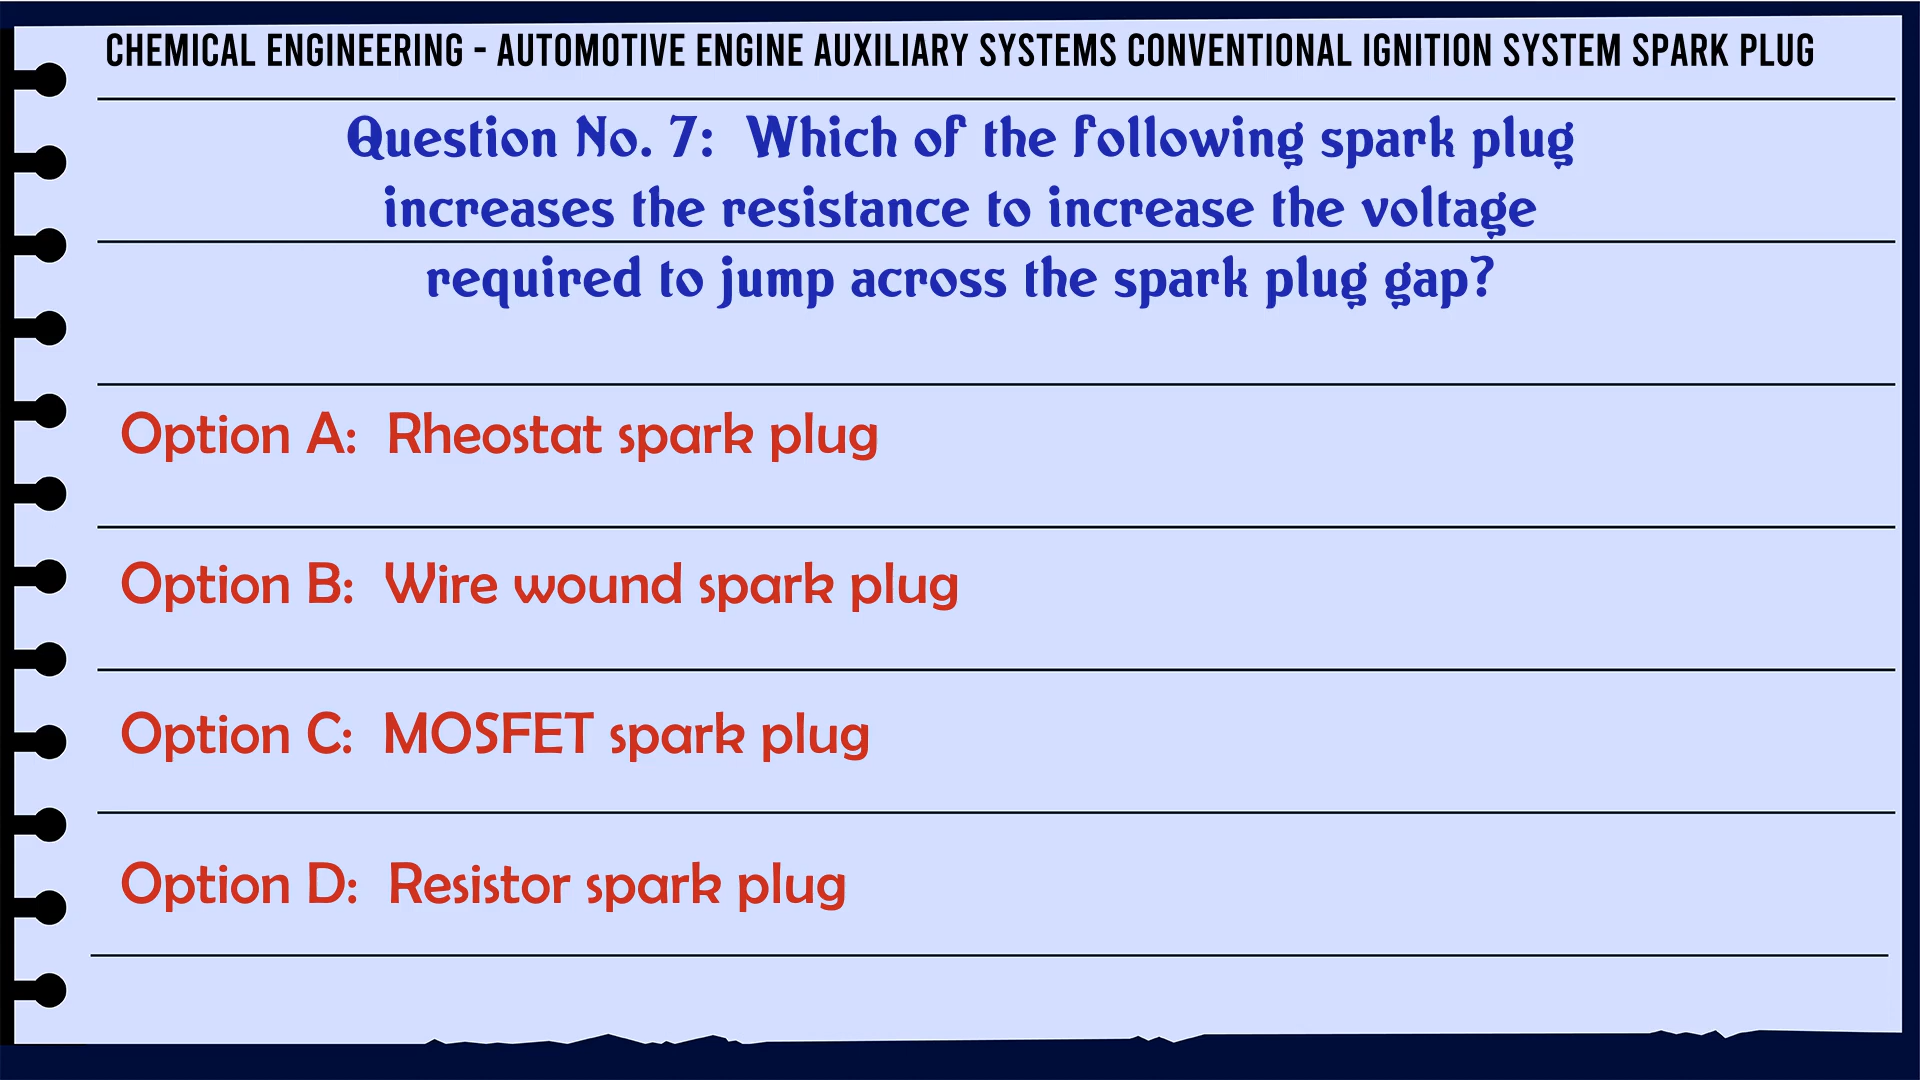 CHEMICAL ENGINEERING - AUTOMOTIVE ENGINE AUXILIARY SYSTEMS CONVENTIONAL IGNITION SYSTEM SPARK PLUG
Question No. 7: Which of the following spark plug
increases the resistance to increase the voltage
required to jump across the spark plug gap?
Option A: Rheostat spark plug
Option B: Wire wound spark plug
Option C: MOSFET spark plug
Option D: Resistor spark plug